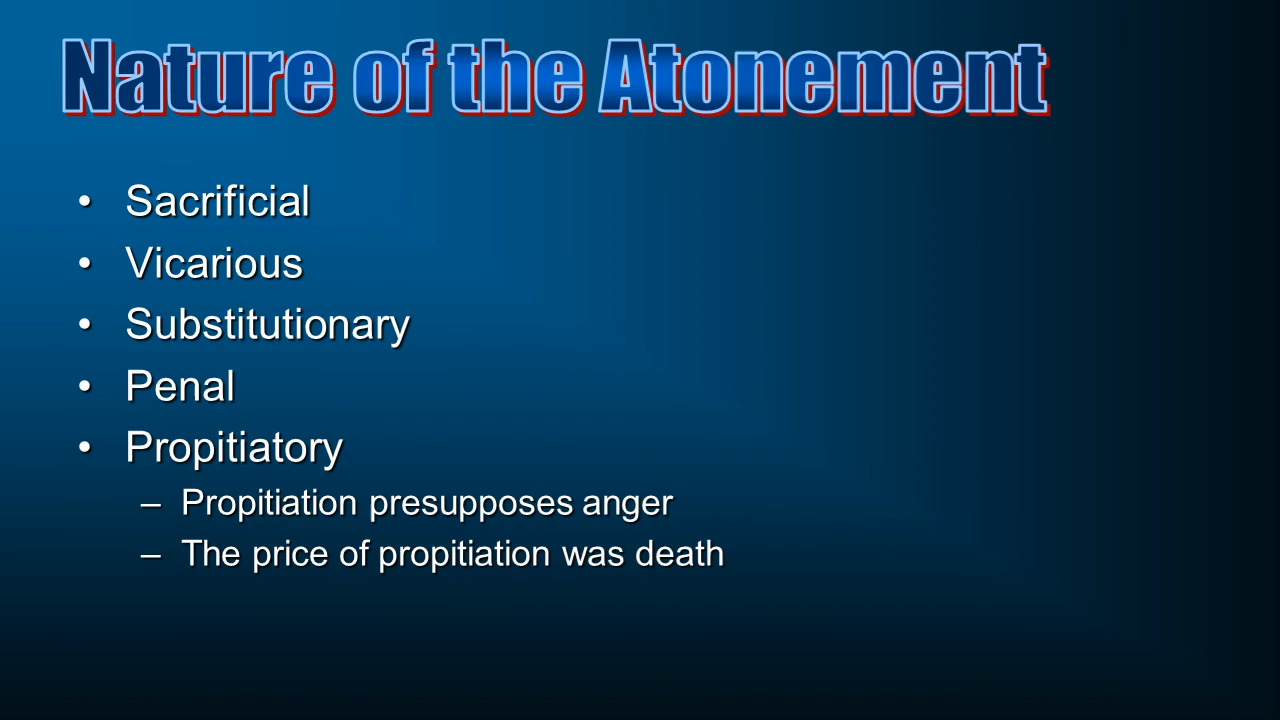 Nature of the Atonement
• Sacrificial
• Vicarious
• Substitutionary
• Penal
• Propitiatory
– Propitiation presupposes anger
– The price of propitiation was death